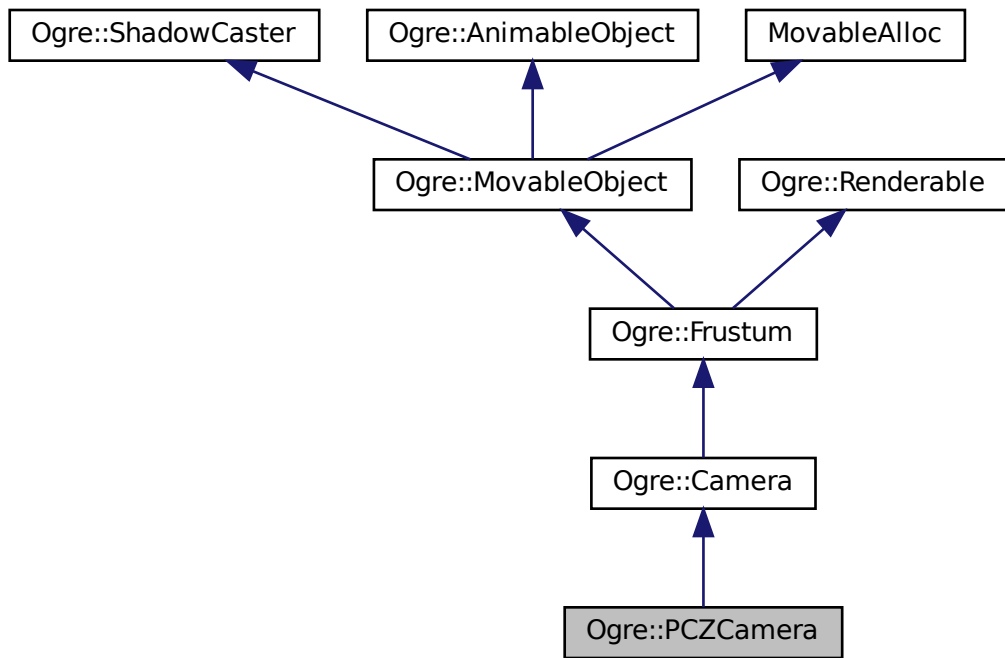 Ogre::ShadowCaster
Ogre::AnimableObject
MovableAlloc
Ogre::MovableObject
Ogre::Renderable
Ogre::Frustum
Ogre::Camera
Ogre::PCZCamera